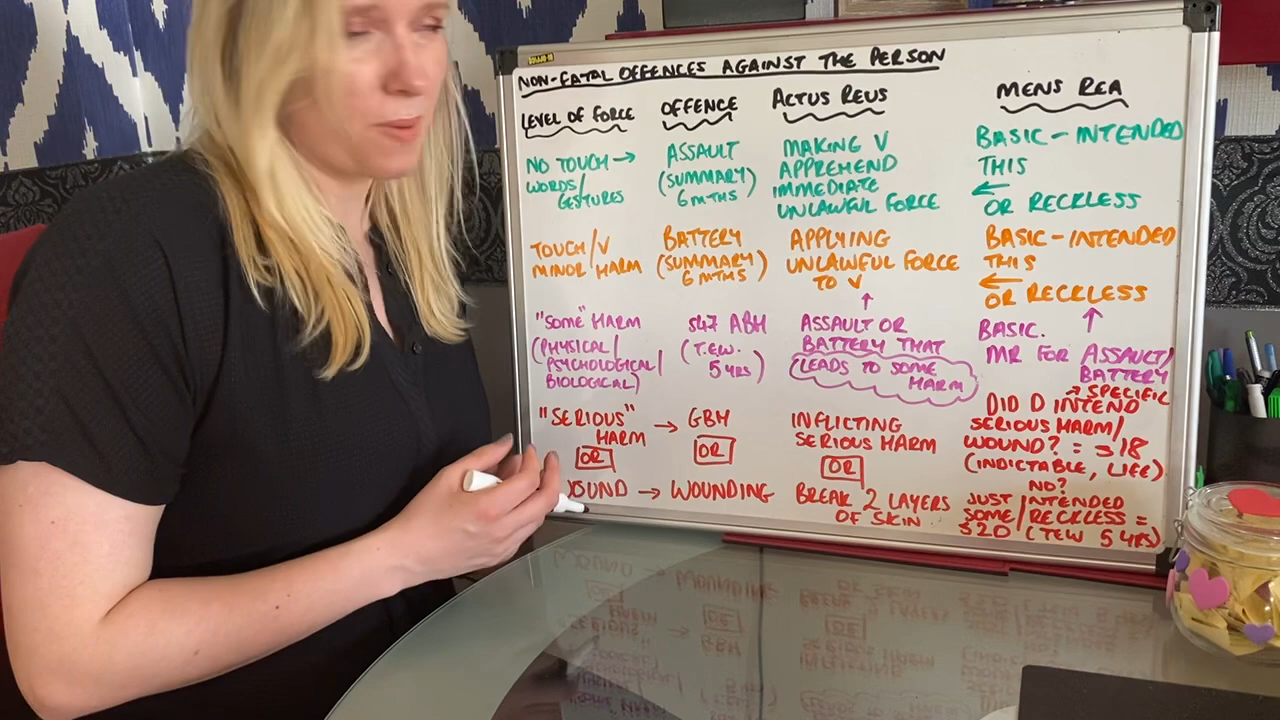 NON-FATAL OFFENCES AGAINST THE PERSON
LEVEL OF FORCE
OFFENCE
ACTUS REUS
MENS REA
NO TOUCH →
WORDS/
GESTURES
ASSAULT
(SUMMARY)
6 MTHS
MAKING V
APPREHEND
IMMEDIATE
UNLAWFUL FORCE
BASIC - INTENDED
THIS
←
OR RECKLESS
TOUCH/V
MINOR HARM
BATTERY
(SUMMARY)
6 MTHS
APPLYING
UNLAWFUL FORCE
TO V
BASIC - INTENDED
THIS
←
OR RECKLESS
"SOME" HARM
(PHYSICAL/
PSYCHOLOGICAL/
BIOLOGICAL)
S47 ABH
(T.E.W.
5 YRS)
↑
ASSAULT OR
BATTERY THAT
(LEADS TO SOME
HARM)
BASIC. ↑
MR FOR ASSAULT/
BATTERY
"SERIOUS"
HARM
OR
→ GBH
OR
INFLICTING
SERIOUS HARM
OR
→ SPECIFIC
DID D INTEND
SERIOUS HARM/
WOUND? = S18
(INDICTABLE, LIFE)
NO?
OUND → WOUNDING
BREAK 2 LAYERS
OF SKIN
JUST INTENDED
SOME/RECKLESS =
S20 (TEW 5 YRS)